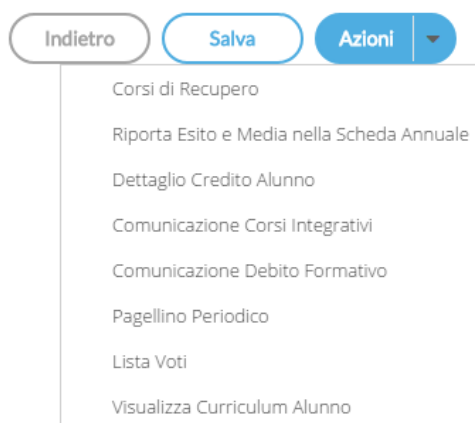 Indietro Salva Azioni
Corsi di Recupero
Riporta Esito e Media nella Scheda Annuale
Dettaglio Credito Alunno
Comunicazione Corsi Integrativi
Comunicazione Debito Formativo
Pagellino Periodico
Lista Voti
Visualizza Curriculum Alunno